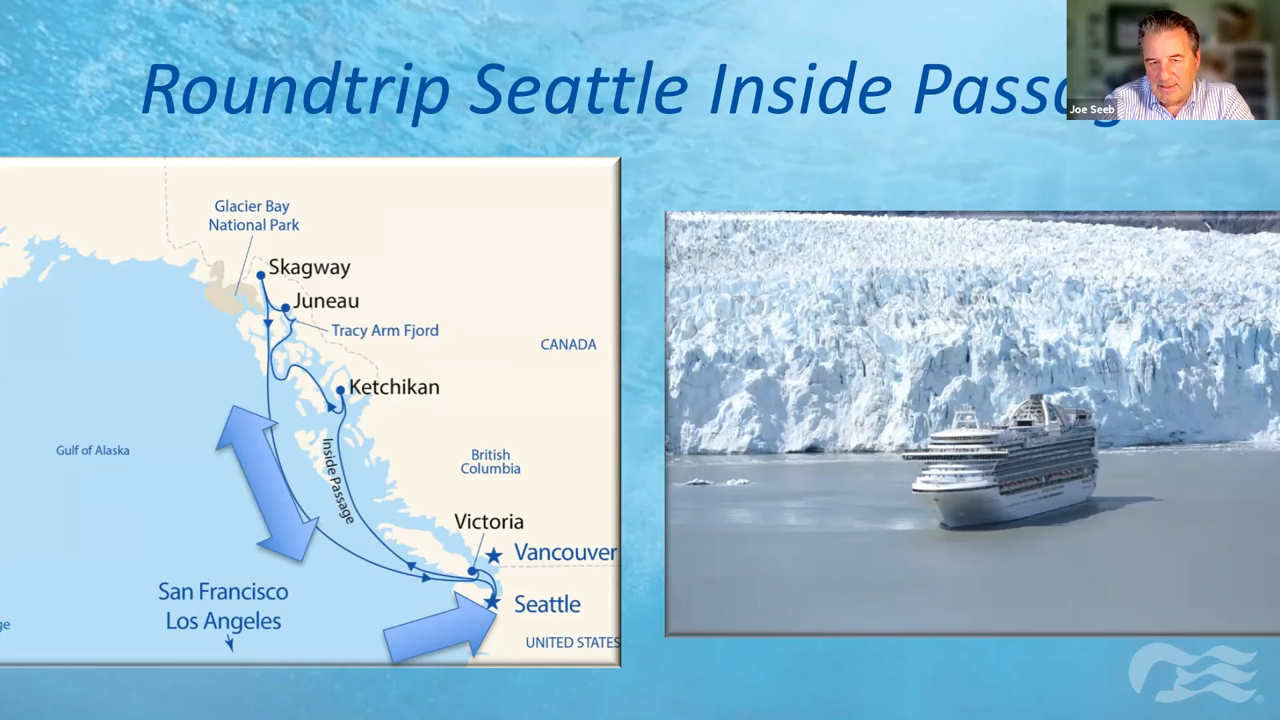 Roundtrip Seattle Inside Passag
Joe Seeb
Glacier Bay
National Park
Skagway
Juneau
Tracy Arm Fjord
CANADA
Ketchikan
Gulf of Alaska
Inside Passage
British
Columbia
Victoria
Vancouver
San Francisco
Los Angeles
Seattle
ge
UNITED STATES
®